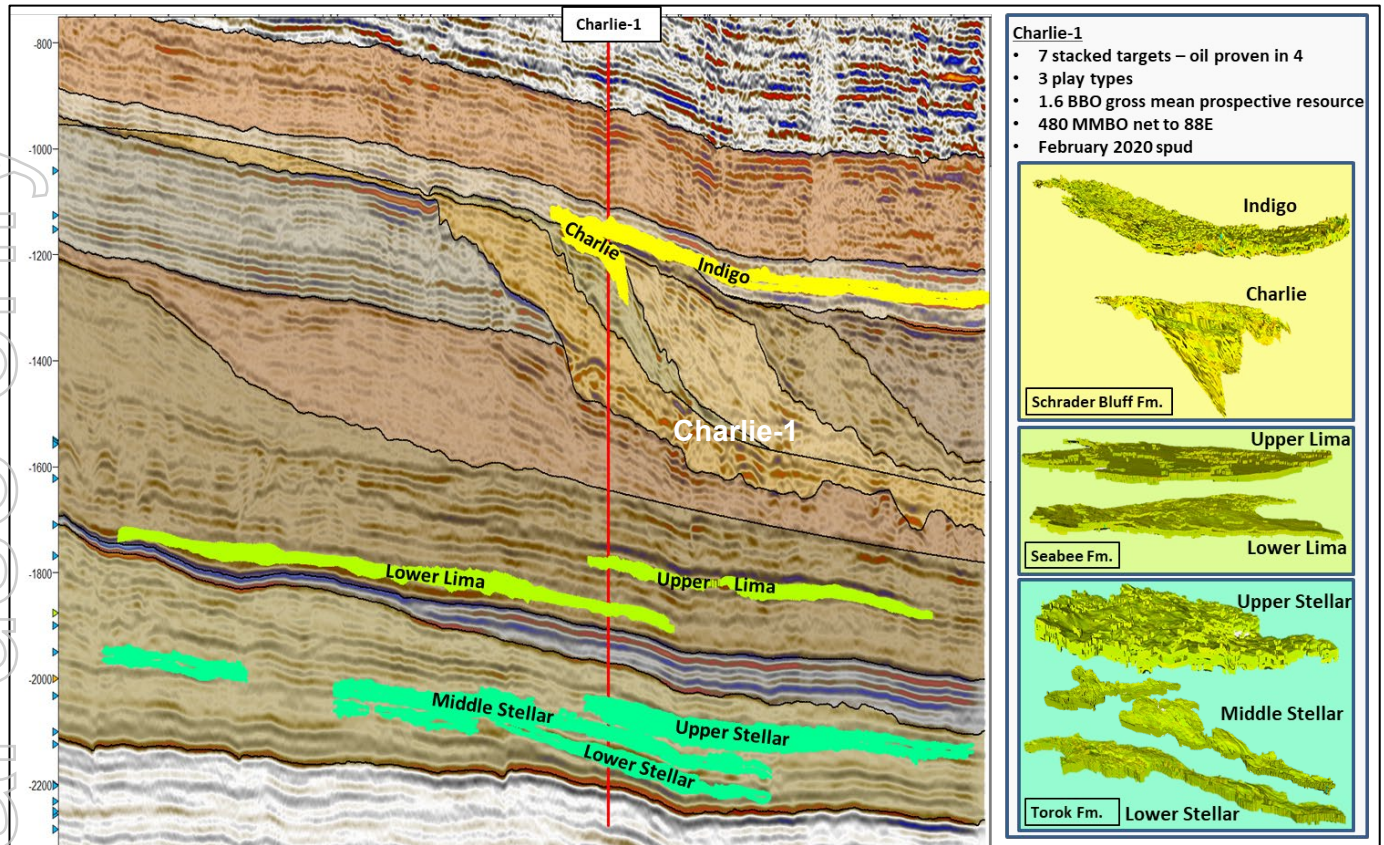 Charlie-1
-800
-1000
-1200
-1400
-1600
-1800
-2000
-2200
Charlie
Indigo
Charlie-1
Lower Lima
Upper Lima
Middle Stellar
Upper Stellar
Lower Stellar
Charlie-1
• 7 stacked targets – oil proven in 4
• 3 play types
• 1.6 BBO gross mean prospective resource
• 480 MMBO net to 88E
• February 2020 spud
Indigo
Charlie
Schrader Bluff Fm.
Upper Lima
Lower Lima
Seabee Fm.
Upper Stellar
Middle Stellar
Lower Stellar
Torok Fm.